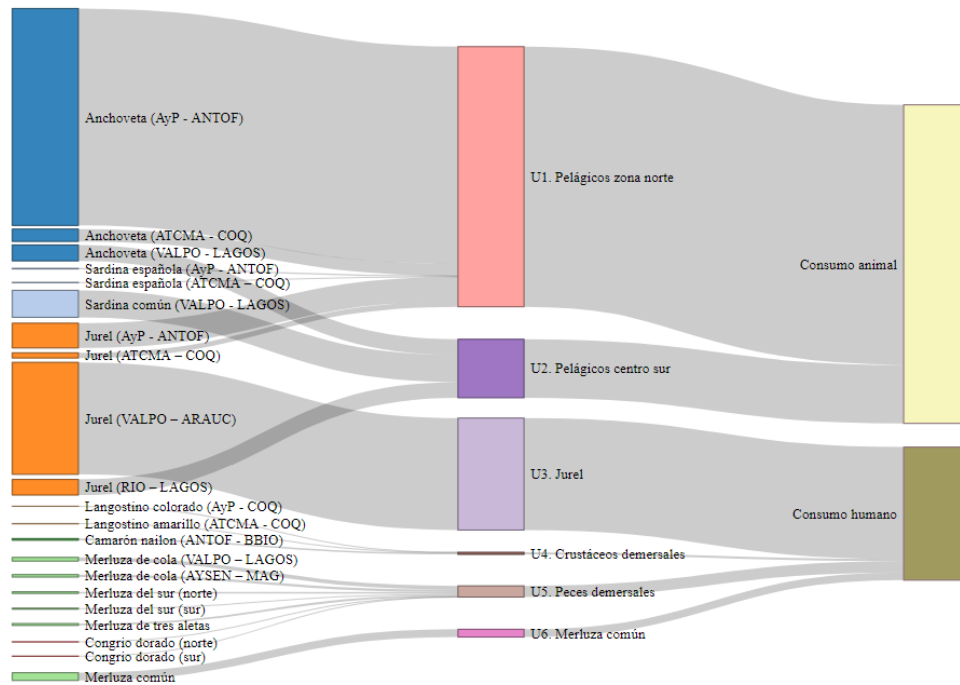 Anchoveta (AyP - ANTOF)
Anchoveta (ATCMA - COQ)
Anchoveta (VALPO - LAGOS)
Sardina española (AyP - ANTOF)
Sardina española (ATCMA – COQ)
Sardina común (VALPO - LAGOS)
Jurel (AyP - ANTOF)
Jurel (ATCMA – COQ)
Jurel (VALPO – ARAUC)
Jurel (RIO – LAGOS)
Langostino colorado (AyP - COQ)
Langostino amarillo (ATCMA - COQ)
Camarón nailon (ANTOF - BBIO)
Merluza de cola (VALPO – LAGOS)
Merluza de cola (AYSEN – MAG)
Merluza del sur (norte)
Merluza del sur (sur)
Merluza de tres aletas
Congrio dorado (norte)
Congrio dorado (sur)
Merluza común
U1. Pelágicos zona norte
U2. Pelágicos centro sur
U3. Jurel
U4. Crustáceos demersales
U5. Peces demersales
U6. Merluza común
Consumo animal
Consumo humano